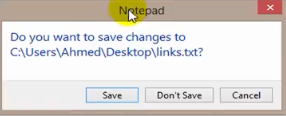 Notepad
Do you want to save changes to
C:\Users\Ahmed\Desktop\links.txt?
Save
Don't Save
Cancel